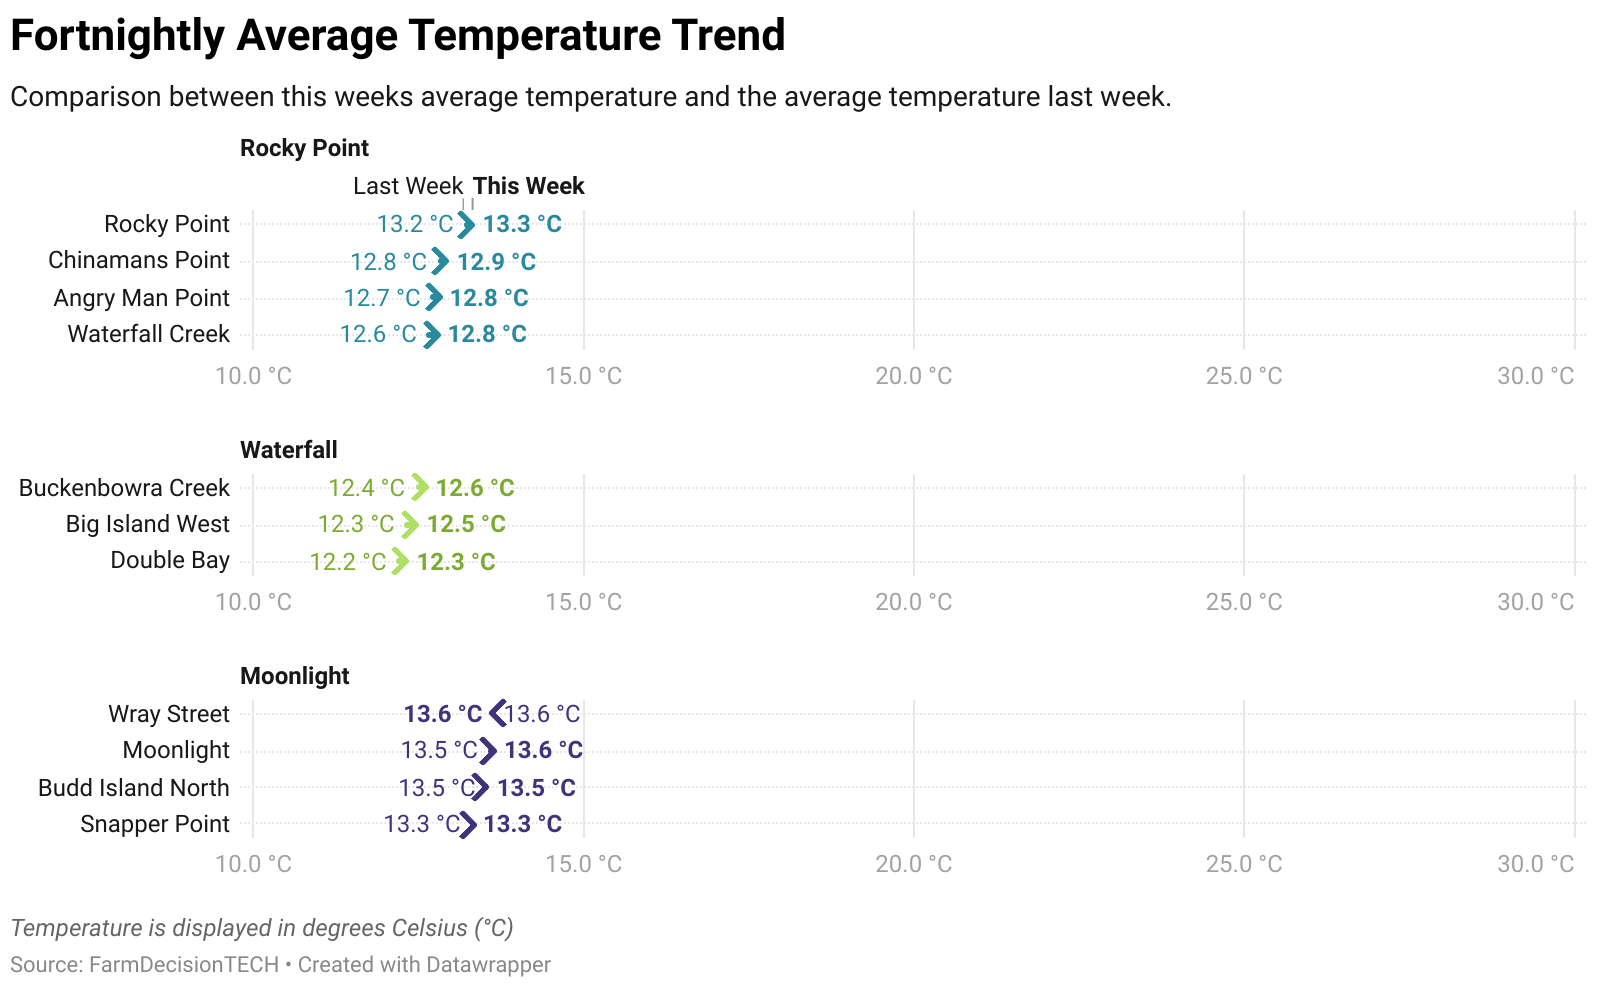 Fortnightly Average Temperature Trend
Comparison between this weeks average temperature and the average temperature last week.
Rocky Point
Last Week This Week
Rocky Point 13.2 °C 13.3 °C
Chinamans Point 12.8 °C 12.9 °C
Angry Man Point 12.7 °C 12.8 °C
Waterfall Creek 12.6 °C 12.8 °C
10.0 °C 15.0 °C 20.0 °C 25.0 °C 30.0 °C
Waterfall
Buckenbowra Creek 12.4 °C 12.6 °C
Big Island West 12.3 °C 12.5 °C
Double Bay 12.2 °C 12.3 °C
10.0 °C 15.0 °C 20.0 °C 25.0 °C 30.0 °C
Moonlight
Wray Street 13.6 °C 13.6 °C
Moonlight 13.5 °C 13.6 °C
Budd Island North 13.5 °C 13.5 °C
Snapper Point 13.3 °C 13.3 °C
10.0 °C 15.0 °C 20.0 °C 25.0 °C 30.0 °C
Temperature is displayed in degrees Celsius (°C)
Source: FarmDecisionTECH • Created with Datawrapper